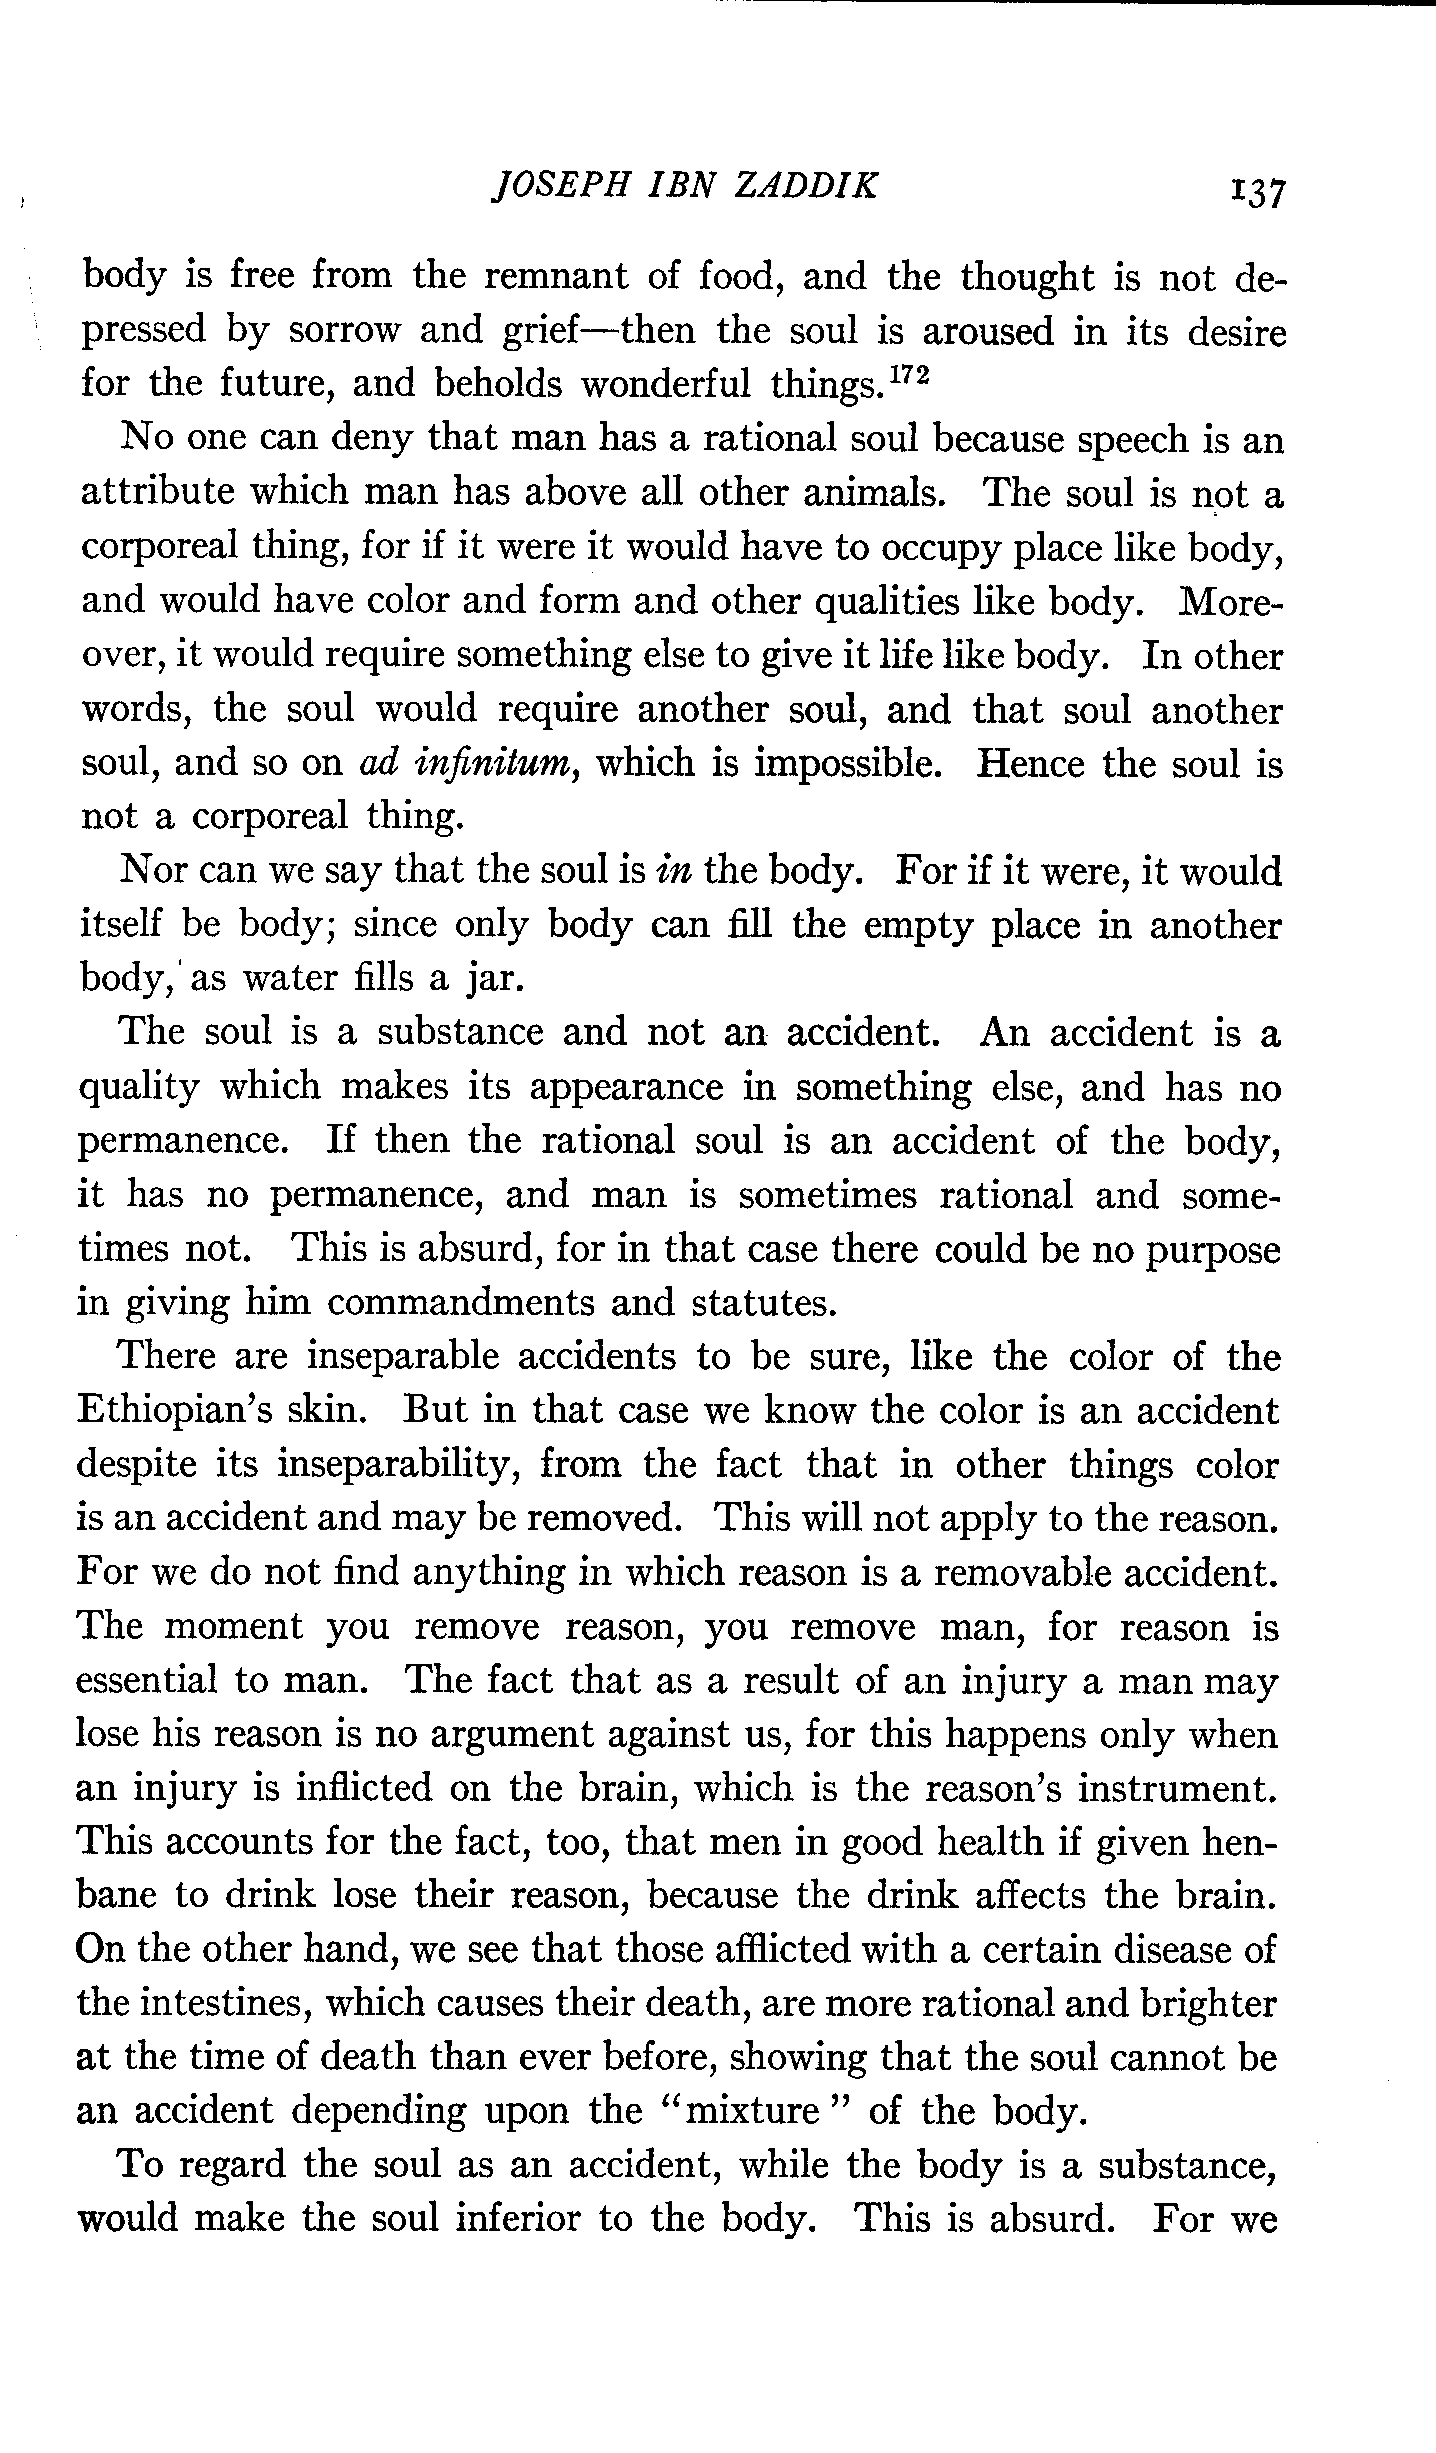 JOSEPH IBN ZADDIK 137
body is free from the remnant of food, and the thought is not de-
pressed by sorrow and grief—then the soul is aroused in its desire
for the future, and beholds wonderful things.172
No one can deny that man has a rational soul because speech is an
attribute which man has above all other animals. The soul is not a
corporeal thing, for if it were it would have to occupy place like body,
and would have color and form and other qualities like body. More-
over, it would require something else to give it life like body. In other
words, the soul would require another soul, and that soul another
soul, and so on ad infinitum, which is impossible. Hence the soul is
not a corporeal thing.
Nor can we say that the soul is in the body. For if it were, it would
itself be body; since only body can fill the empty place in another
body, as water fills a jar.
The soul is a substance and not an accident. An accident is a
quality which makes its appearance in something else, and has no
permanence. If then the rational soul is an accident of the body,
it has no permanence, and man is sometimes rational and some-
times not. This is absurd, for in that case there could be no purpose
in giving him commandments and statutes.
There are inseparable accidents to be sure, like the color of the
Ethiopian's skin. But in that case we know the color is an accident
despite its inseparability, from the fact that in other things color
is an accident and may be removed. This will not apply to the reason.
For we do not find anything in which reason is a removable accident.
The moment you remove reason, you remove man, for reason is
essential to man. The fact that as a result of an injury a man may
lose his reason is no argument against us, for this happens only when
an injury is inflicted on the brain, which is the reason's instrument.
This accounts for the fact, too, that men in good health if given hen-
bane to drink lose their reason, because the drink affects the brain.
On the other hand, we see that those afflicted with a certain disease of
the intestines, which causes their death, are more rational and brighter
at the time of death than ever before, showing that the soul cannot be
an accident depending upon the "mixture" of the body.
To regard the soul as an accident, while the body is a substance,
would make the soul inferior to the body. This is absurd. For we